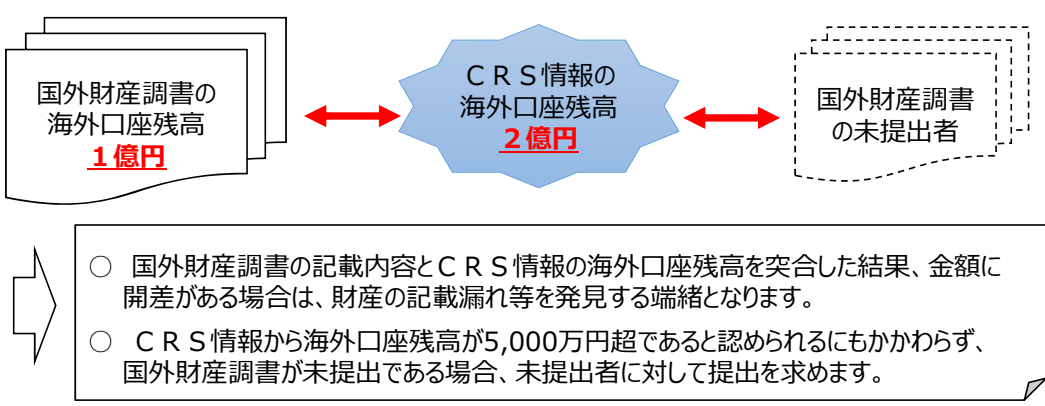 国外財産調書の
海外口座残高
１億円
ＣＲＳ情報の
海外口座残高
２億円
国外財産調書
の未提出者
○　国外財産調書の記載内容とＣＲＳ情報の海外口座残高を突合した結果、金額に
開差がある場合は、財産の記載漏れ等を発見する端緒となります。
○　ＣＲＳ情報から海外口座残高が5,000万円超であると認められるにもかかわらず、
国外財産調書が未提出である場合、未提出者に対して提出を求めます。